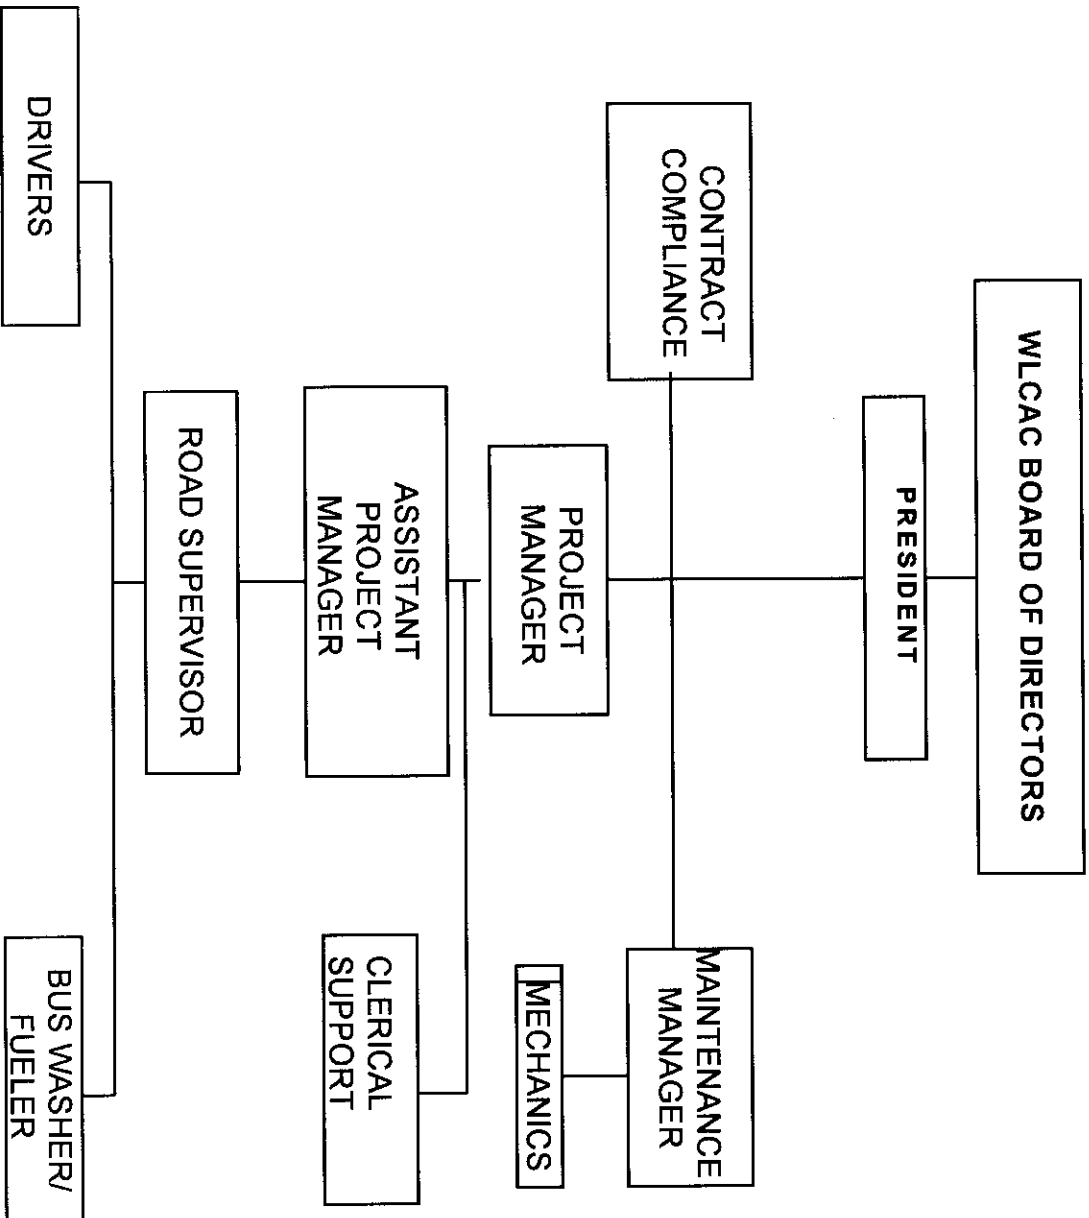 WLCAC BOARD OF DIRECTORS
PRESIDENT
CONTRACT
COMPLIANCE
MAINTENANCE
MANAGER
PROJECT
MANAGER
MECHANICS
ASSISTANT
PROJECT
MANAGER
CLERICAL
SUPPORT
ROAD SUPERVISOR
DRIVERS
BUS WASHER/
FUELER